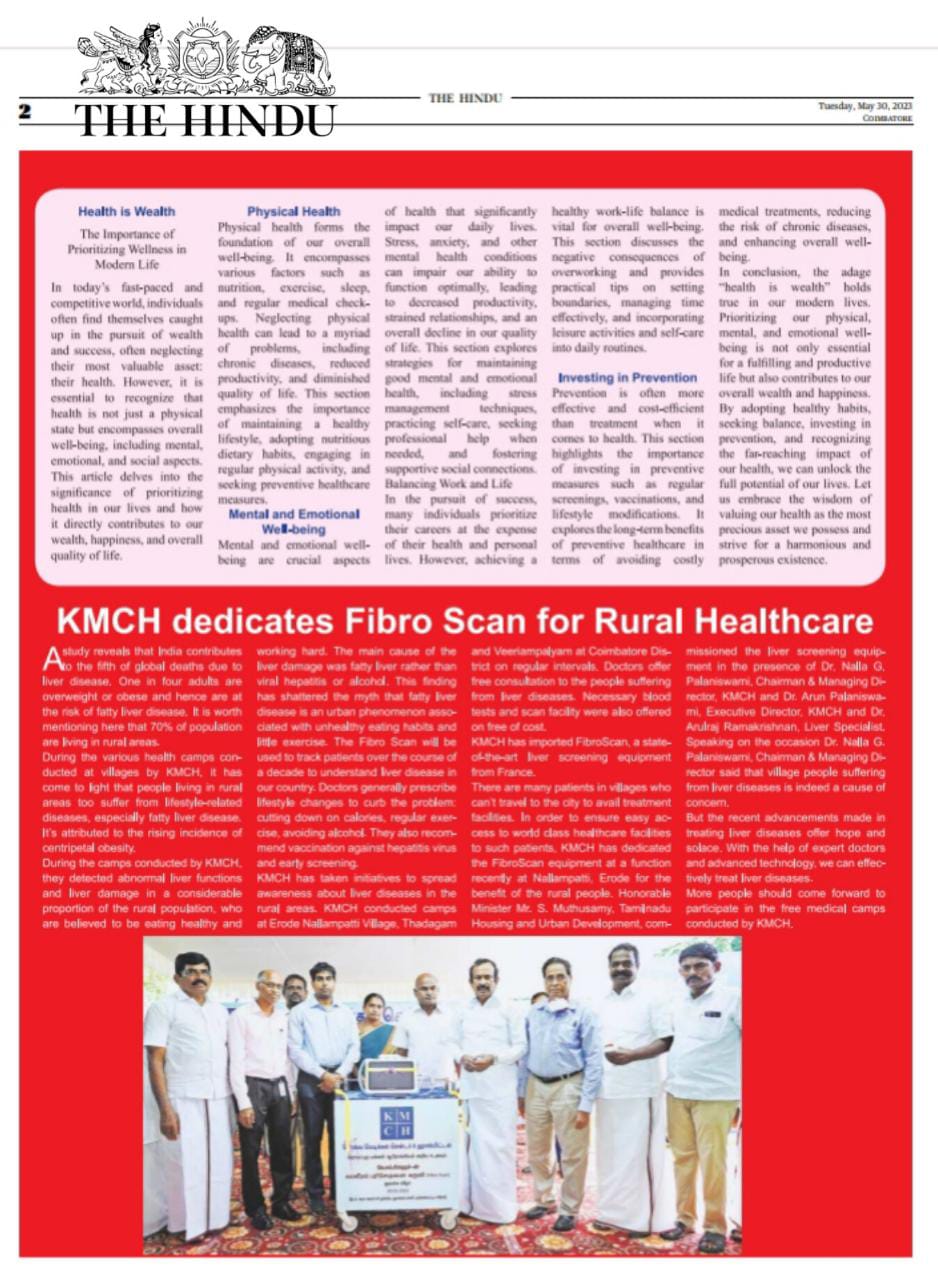 THE HINDU
2
THE HINDU
Tuesday, May 30, 2023
COIMBATORE
Health is Wealth
The Importance of
Prioritizing Wellness in
Modern Life
In today's fast-paced and
competitive world, individuals
often find themselves caught
up in the pursuit of wealth
and success, often neglecting
their most valuable asset:
their health. However, it is
essential to recognize that
health is not just a physical
state but encompasses overall
well-being, including mental,
emotional, and social aspects.
This article delves into the
significance of prioritizing
health in our lives and how
it directly contributes to our
wealth, happiness, and overall
quality of life.
Physical Health
Physical health forms the
foundation of our overall
well-being. It encompasses
various factors such as
nutrition, exercise, sleep,
and regular medical check-
ups. Neglecting physical
health can lead to a myriad
of problems, including
chronic diseases, reduced
productivity, and diminished
quality of life. This section
emphasizes the importance
of maintaining a healthy
lifestyle, adopting nutritious
dietary habits, engaging in
regular physical activity, and
seeking preventive healthcare
measures.
Mental and Emotional
Well-being
Mental and emotional well-
being are crucial aspects
of health that significantly
impact our daily lives.
Stress, anxiety, and other
mental health conditions
can impair our ability to
function optimally, leading
to decreased productivity,
strained relationships, and an
overall decline in our quality
of life. This section explores
strategies for maintaining
good mental and emotional
health, including stress
management techniques,
practicing self-care, seeking
professional help when
needed, and fostering
supportive social connections.
Balancing Work and Life
In the pursuit of success,
many individuals prioritize
their careers at the expense
of their health and personal
lives. However, achieving a
healthy work-life balance is
vital for overall well-being.
This section discusses the
negative consequences of
overworking and provides
practical tips on setting
boundaries, managing time
effectively, and incorporating
leisure activities and self-care
into daily routines.
Investing in Prevention
Prevention is often more
effective and cost-efficient
than treatment when it
comes to health. This section
highlights the importance
of investing in preventive
measures such as regular
screenings, vaccinations, and
lifestyle modifications. It
explores the long-term benefits
of preventive healthcare in
terms of avoiding costly
medical treatments, reducing
the risk of chronic diseases,
and enhancing overall well-
being.
In conclusion, the adage
"health is wealth" holds
true in our modern lives.
Prioritizing our physical,
mental, and emotional well-
being is not only essential
for a fulfilling and productive
life but also contributes to our
overall wealth and happiness.
By adopting healthy habits,
seeking balance, investing in
prevention, and recognizing
the far-reaching impact of
our health, we can unlock the
full potential of our lives. Let
us embrace the wisdom of
valuing our health as the most
precious asset we possess and
strive for a harmonious and
prosperous existence.
KMCH dedicates Fibro Scan for Rural Healthcare
A study reveals that India contributes
to the fifth of global deaths due to
liver disease. One in four adults are
overweight or obese and hence are at
the risk of fatty liver disease. It is worth
mentioning here that 70% of population
are living in rural areas.
During the various health camps con-
ducted at villages by KMCH, it has
come to light that people living in rural
areas too suffer from lifestyle-related
diseases, especially fatty liver disease.
It's attributed to the rising incidence of
centripetal obesity.
During the camps conducted by KMCH,
they detected abnormal liver functions
and liver damage in a considerable
proportion of the rural population, who
are believed to be eating healthy and
working hard. The main cause of the
liver damage was fatty liver rather than
viral hepatitis or alcohol. This finding
has shattered the myth that fatty liver
disease is an urban phenomenon asso-
ciated with unhealthy eating habits and
little exercise. The Fibro Scan will be
used to track patients over the course of
a decade to understand liver disease in
our country. Doctors generally prescribe
lifestyle changes to curb the problem:
cutting down on calories, regular exer-
cise, avoiding alcohol. They also recom-
mend vaccination against hepatitis virus
and early screening.
KMCH has taken initiatives to spread
awareness about liver diseases in the
rural areas. KMCH conducted camps
at Erode Nallampatti Village, Thadagam
and Veeriampalyam at Coimbatore Dis-
trict on regular intervals. Doctors offer
free consultation to the people suffering
from liver diseases. Necessary blood
tests and scan facility were also offered
on free of cost.
KMCH has imported FibroScan, a state-
of-the-art liver screening equipment
from France.
There are many patients in villages who
can't travel to the city to avail treatment
facilities. In order to ensure easy ac-
cess to world class healthcare facilities
to such patients, KMCH has dedicated
the FibroScan equipment at a function
recently at Nallampatti, Erode for the
benefit of the rural people. Honorable
Minister Mr. S. Muthusamy, Tamilnadu
Housing and Urban Development, com-
missioned the liver screening equip-
ment in the presence of Dr. Nalla G.
Palaniswami, Chairman & Managing Di-
rector, KMCH and Dr. Arun Palaniswa-
mi, Executive Director, KMCH and Dr.
Arulraj Ramakrishnan, Liver Specialist.
Speaking on the occasion Dr. Nalla G.
Palaniswami, Chairman & Managing Di-
rector said that village people suffering
from liver diseases is indeed a cause of
concern.
But the recent advancements made in
treating liver diseases offer hope and
solace. With the help of expert doctors
and advanced technology, we can effec-
tively treat liver diseases.
More people should come forward to
participate in the free medical camps
conducted by KMCH.
K M
C H